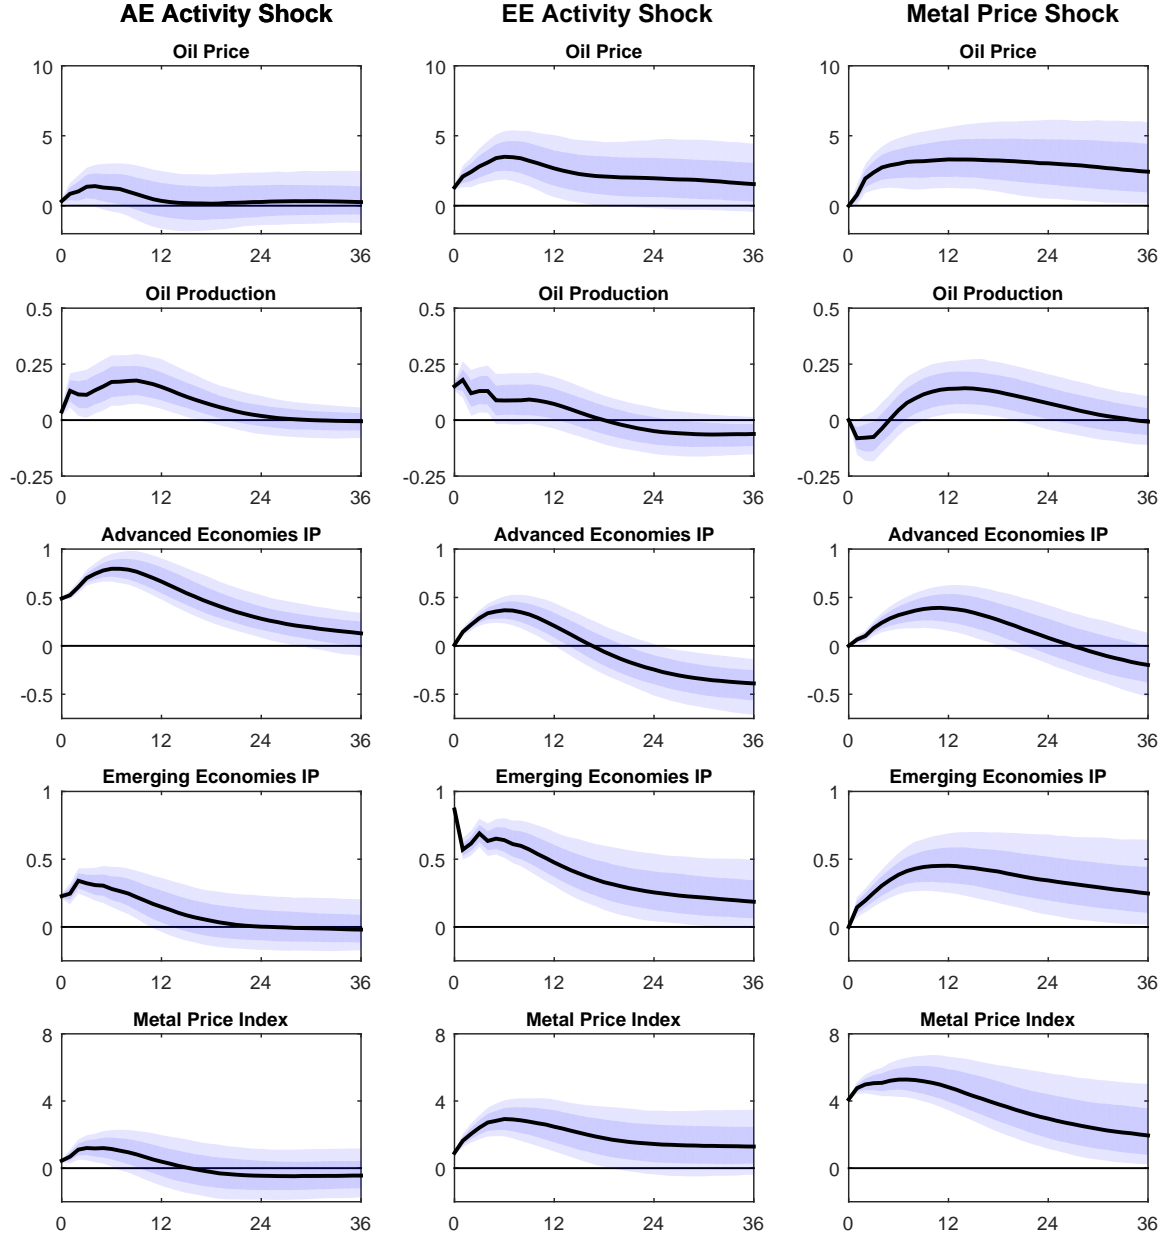 AE Activity Shock EE Activity Shock Metal Price Shock
Oil Price Oil Price Oil Price
10 10 10
5 5 5
0 0 0
0 12 24 36 0 12 24 36 0 12 24 36
Oil Production Oil Production Oil Production
0.5 0.5 0.5
0.25 0.25 0.25
0 0 0
-0.25 -0.25 -0.25
0 12 24 36 0 12 24 36 0 12 24 36
Advanced Economies IP Advanced Economies IP Advanced Economies IP
1 1 1
0.5 0.5 0.5
0 0 0
-0.5 -0.5 -0.5
0 12 24 36 0 12 24 36 0 12 24 36
Emerging Economies IP Emerging Economies IP Emerging Economies IP
1 1 1
0.5 0.5 0.5
0 0 0
0 12 24 36 0 12 24 36 0 12 24 36
Metal Price Index Metal Price Index Metal Price Index
8 8 8
4 4 4
0 0 0
0 12 24 36 0 12 24 36 0 12 24 36